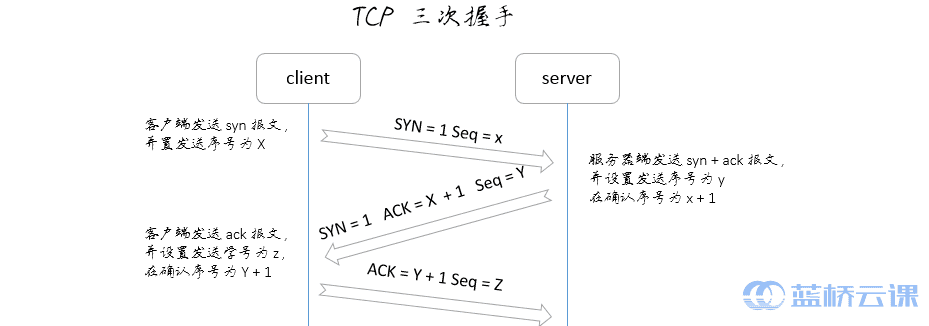 TCP 三次握手
client
server
客户端发送 syn 报文，
并置发送序号为 X
SYN = 1 Seq = x
服务器端发送 syn + ack 报文，
并设置发送序号为 y
在确认序号为 x + 1
SYN = 1 ACK = X + 1 Seq = Y
客户端发送 ack 报文，
并设置发送学号为 z，
在确认序号为 Y + 1
ACK = Y + 1 Seq = Z
蓝桥云课